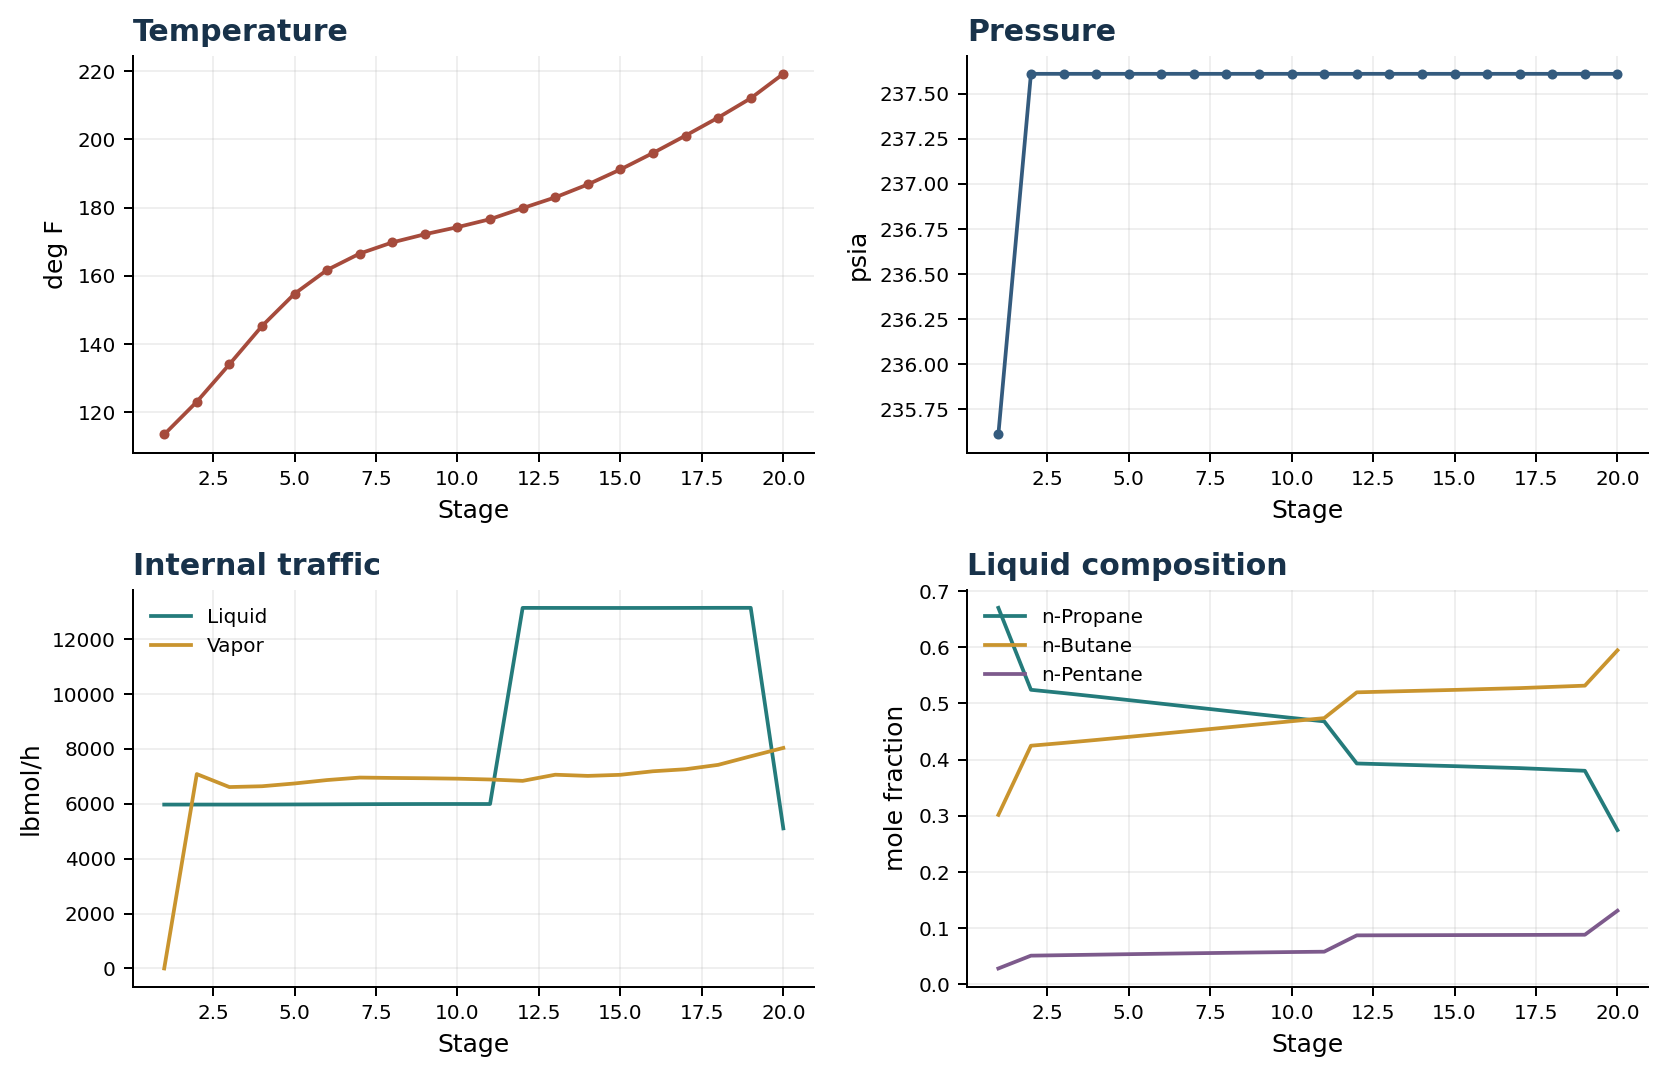 Temperature
deg F
220
200
180
160
140
120
2.5 5.0 7.5 10.0 12.5 15.0 17.5 20.0
Stage
Pressure
psia
237.50
237.25
237.00
236.75
236.50
236.25
236.00
235.75
2.5 5.0 7.5 10.0 12.5 15.0 17.5 20.0
Stage
Internal traffic
Liquid
Vapor
lbmol/h
12000
10000
8000
6000
4000
2000
0
2.5 5.0 7.5 10.0 12.5 15.0 17.5 20.0
Stage
Liquid composition
n-Propane
n-Butane
n-Pentane
mole fraction
0.7
0.6
0.5
0.4
0.3
0.2
0.1
0.0
2.5 5.0 7.5 10.0 12.5 15.0 17.5 20.0
Stage